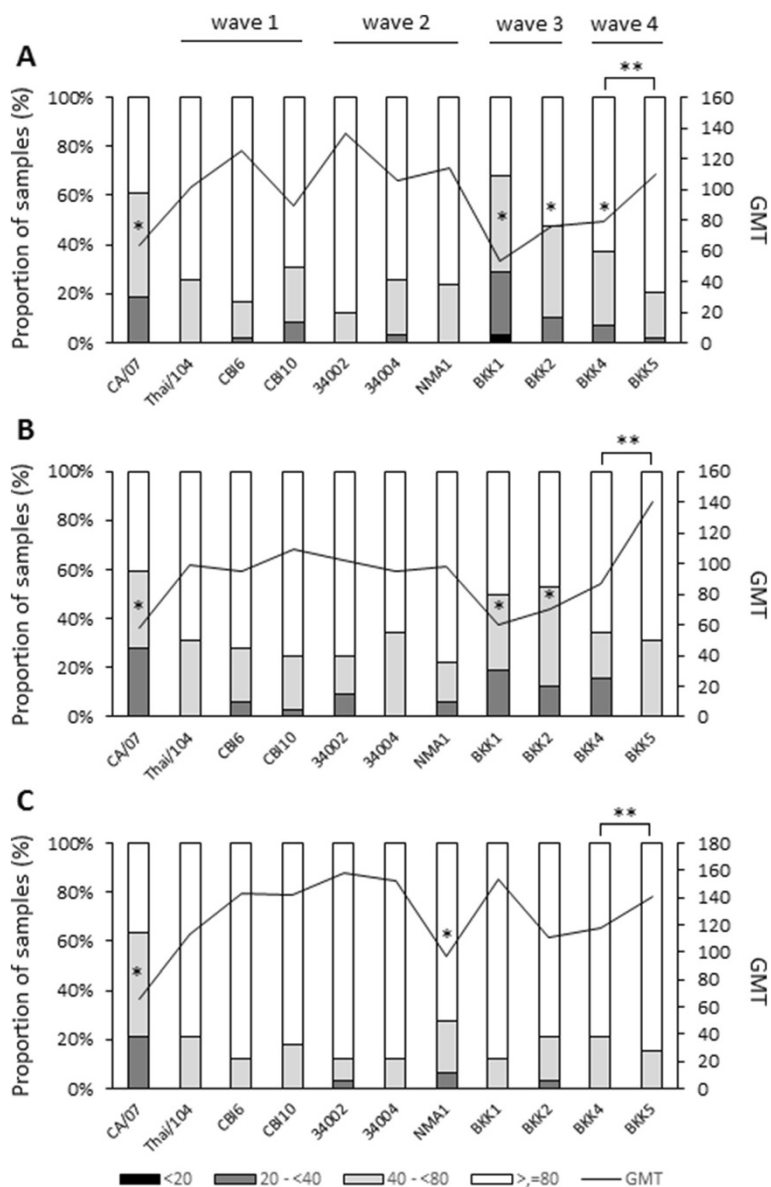 wave 1 wave 2 wave 3 wave 4
A
**
100% 160
140
80% 120
60% 100
* * * *
80
40% 60
20% 40
20
0% 0
Proportion of samples (%)
GMT
CA/07 Thai/104 CBI6 CBI10 34002 34004 NMA1 BKK1 BKK2 BKK4 BKK5
B
**
100% 160
140
80% 120
60% 100
* * *
80
40% 60
20% 40
20
0% 0
Proportion of samples (%)
GMT
CA/07 Thai/104 CBI6 CBI10 34002 34004 NMA1 BKK1 BKK2 BKK4 BKK5
C
**
100% 180
160
80% 140
120
60% 100
* *
40% 80
60
20% 40
20
0% 0
Proportion of samples (%)
GMT
CA/07 Thai/104 CBI6 CBI10 34002 34004 NMA1 BKK1 BKK2 BKK4 BKK5
<20 20 - <40 40 - <80 >,=80 GMT